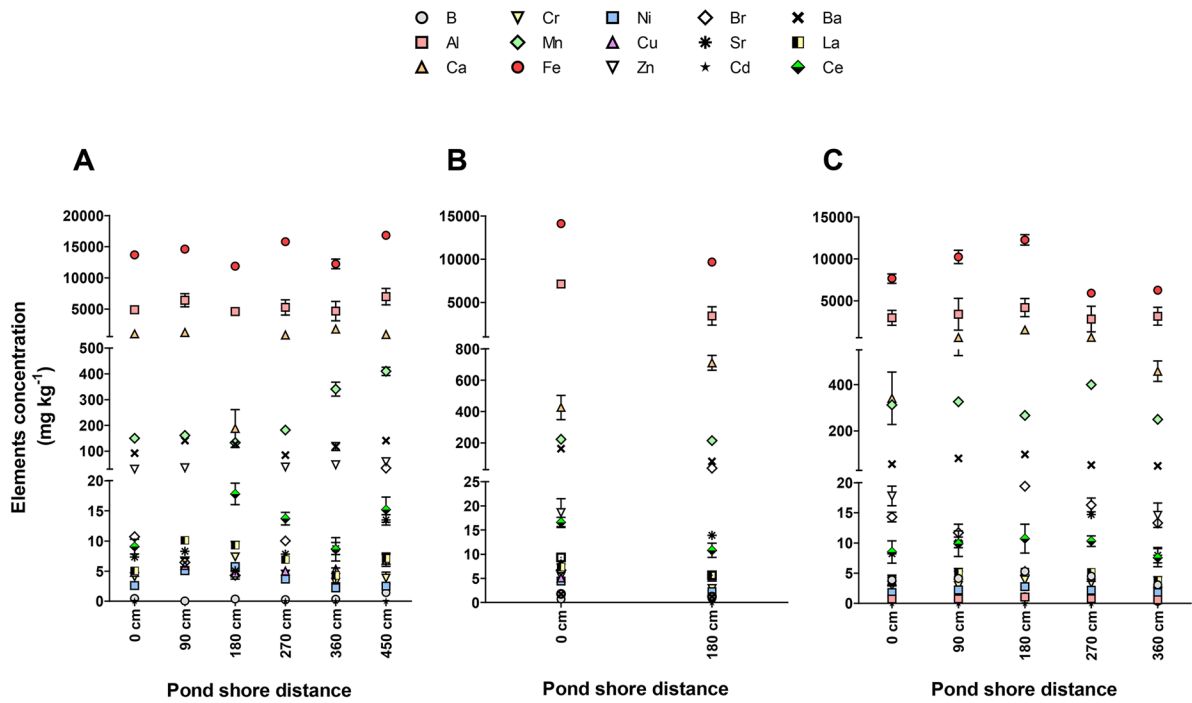 B Cr Ni Br Ba
Al Mn Cu Sr La
Ca Fe Zn Cd Ce
A B C
Elements concentration
(mg kg-1)
20000
15000
10000
5000
500
400
300
200
100
20
15
10
5
0
0 cm
90 cm
180 cm
270 cm
360 cm
450 cm
Pond shore distance
15000
10000
5000
800
600
400
200
25
20
15
10
5
0
0 cm
180 cm
Pond shore distance
15000
10000
5000
400
200
20
15
10
5
0
0 cm
90 cm
180 cm
270 cm
360 cm
Pond shore distance